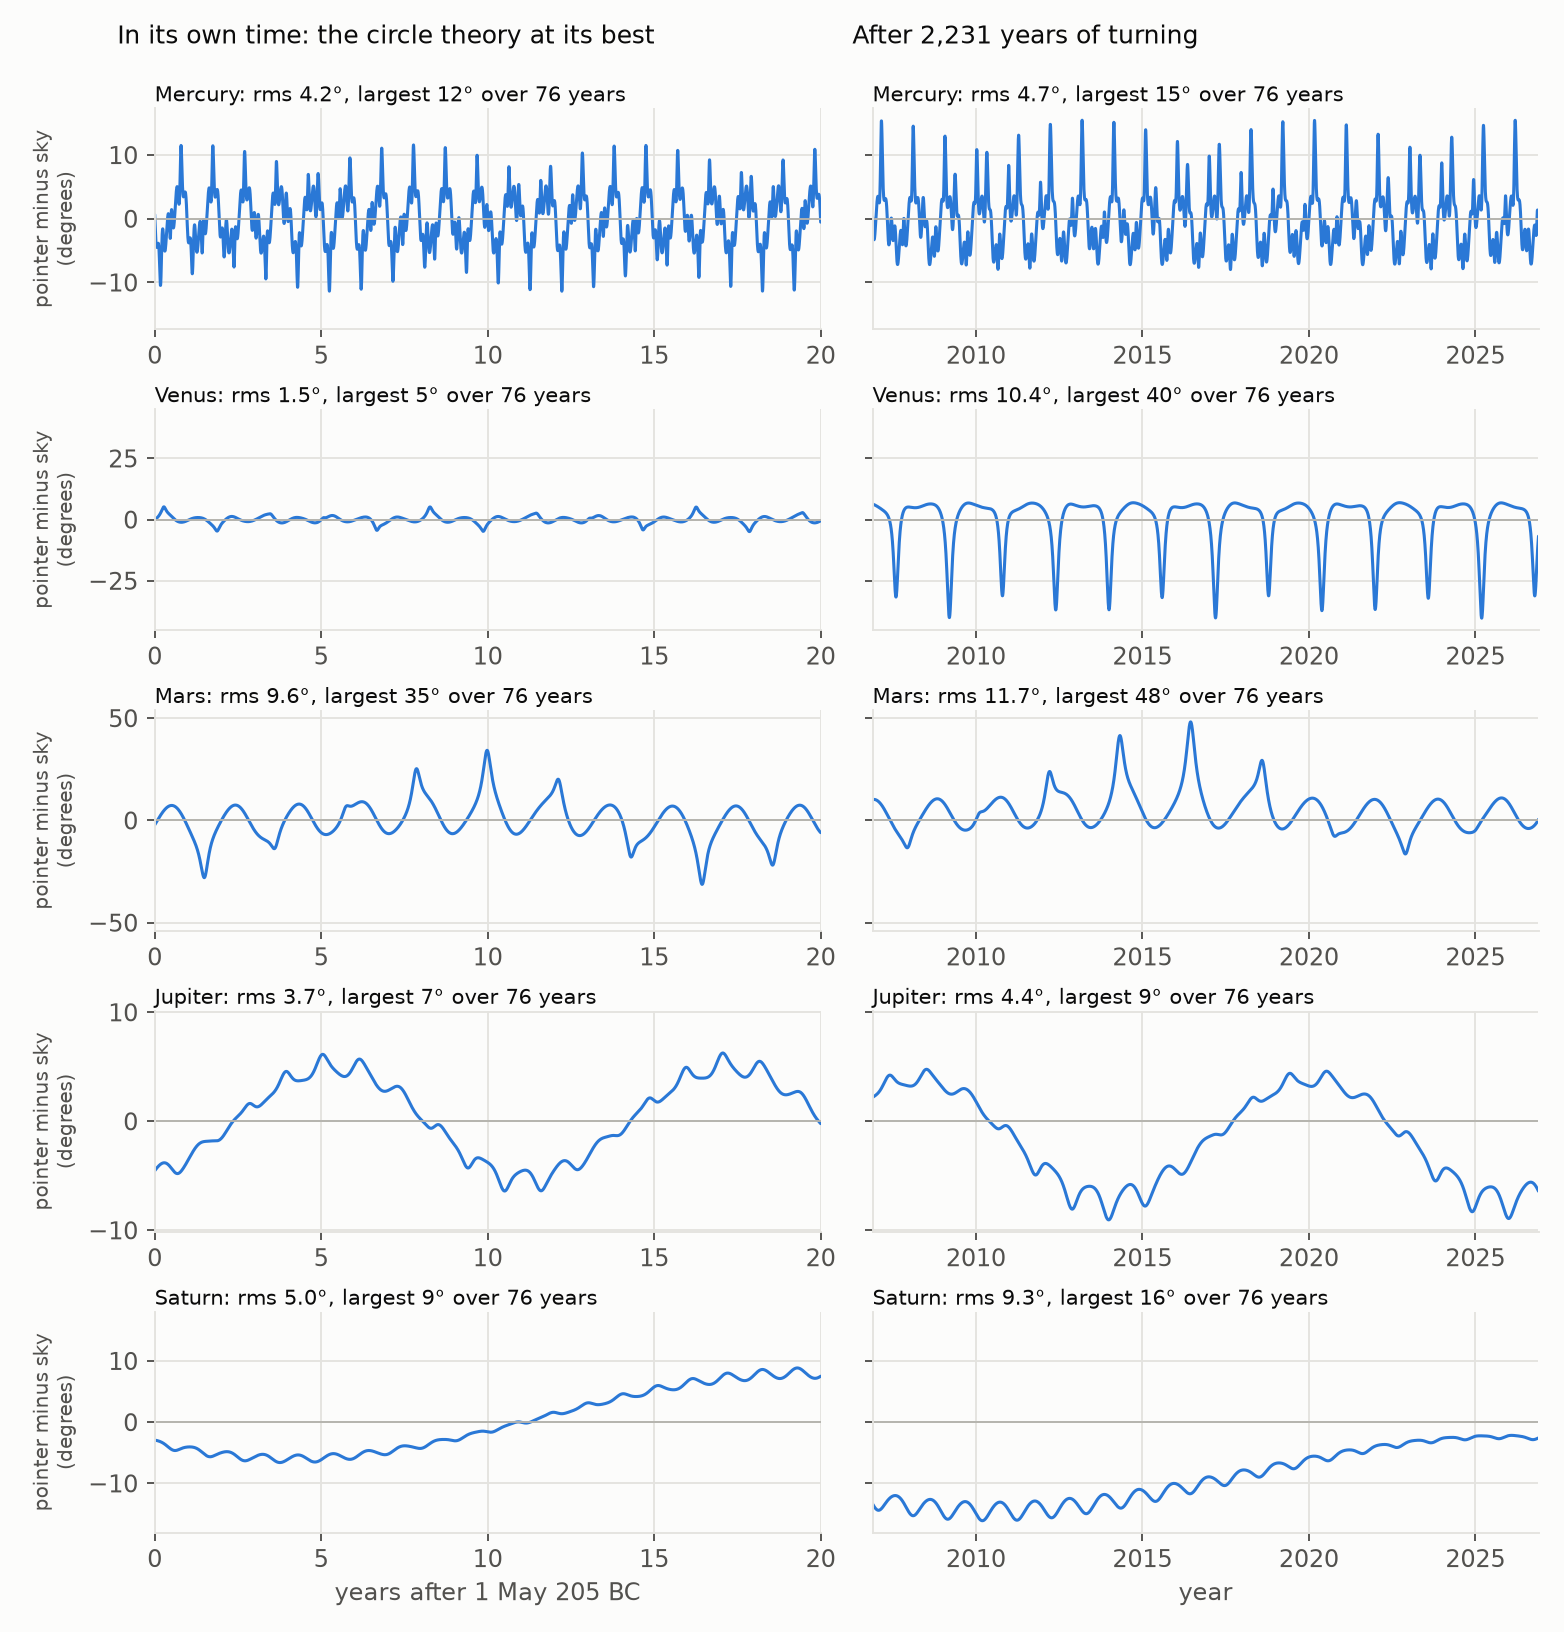 In its own time: the circle theory at its best
After 2,231 years of turning
Mercury: rms 4.2°, largest 12° over 76 years
pointer minus sky
(degrees)
10
0
−10
0 5 10 15 20
Mercury: rms 4.7°, largest 15° over 76 years
2010 2015 2020 2025
Venus: rms 1.5°, largest 5° over 76 years
pointer minus sky
(degrees)
25
0
−25
0 5 10 15 20
Venus: rms 10.4°, largest 40° over 76 years
2010 2015 2020 2025
Mars: rms 9.6°, largest 35° over 76 years
pointer minus sky
(degrees)
50
0
−50
0 5 10 15 20
Mars: rms 11.7°, largest 48° over 76 years
2010 2015 2020 2025
Jupiter: rms 3.7°, largest 7° over 76 years
pointer minus sky
(degrees)
10
0
−10
0 5 10 15 20
Jupiter: rms 4.4°, largest 9° over 76 years
2010 2015 2020 2025
Saturn: rms 5.0°, largest 9° over 76 years
pointer minus sky
(degrees)
10
0
−10
0 5 10 15 20
years after 1 May 205 BC
Saturn: rms 9.3°, largest 16° over 76 years
2010 2015 2020 2025
year